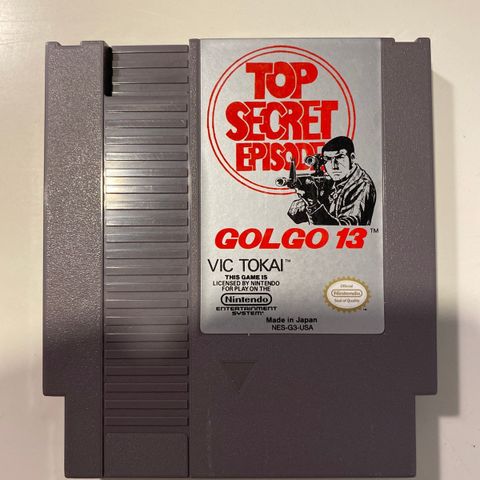 TOP
SECRET
EPISODE
GOLGO 13™
VIC TOKAI™
THIS GAME IS
LICENSED BY NINTENDO
FOR PLAY ON THE
Nintendo
ENTERTAINMENT
SYSTEM™
Official
Nintendo
Seal of Quality
Made in Japan
NES-G3-USA